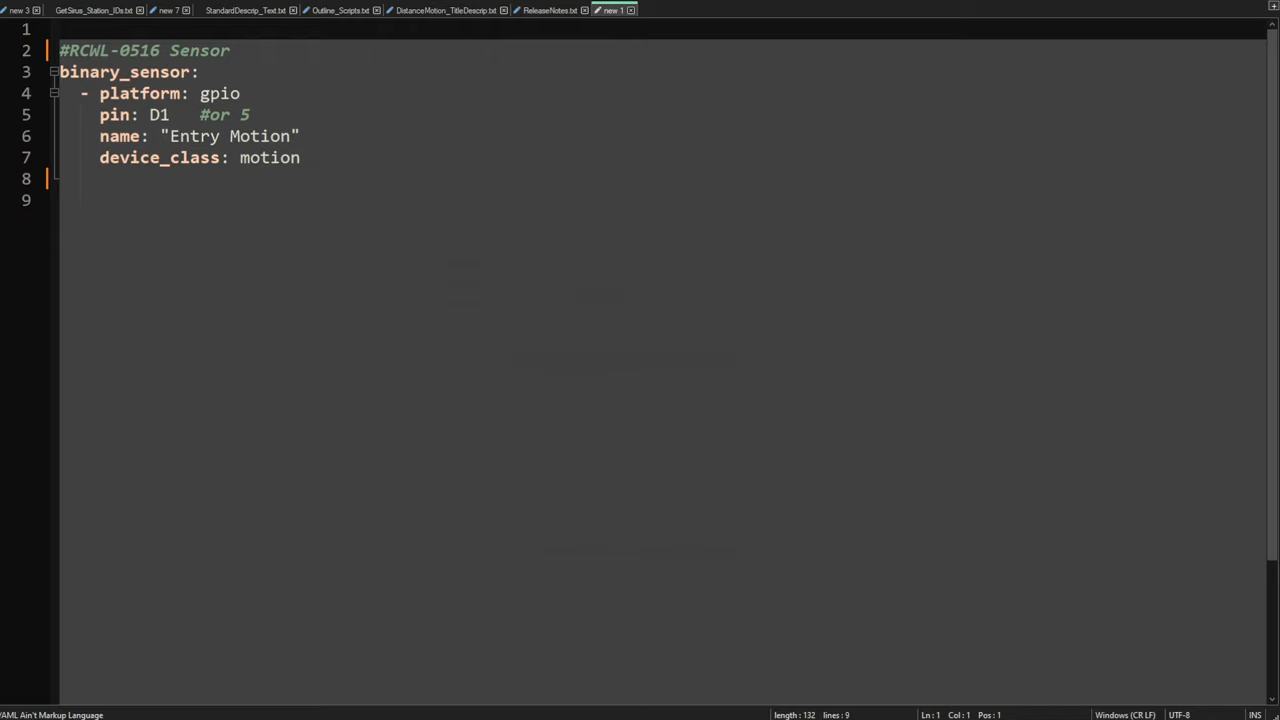 new 3 GetSirus_Station_IDs.txt new 7 StandardDescrip_Text.txt Outline_Scripts.txt DistanceMotion_TitleDescrip.txt ReleaseNotes.txt new 1
1
2 #RCWL-0516 Sensor
3 binary_sensor:
4 - platform: gpio
5 pin: D1 #or 5
6 name: "Entry Motion"
7 device_class: motion
8
9
YAML Ain't Markup Language length: 132 lines: 9 Ln: 1 Col: 1 Pos: 1 Windows (CR LF) UTF-8 INS